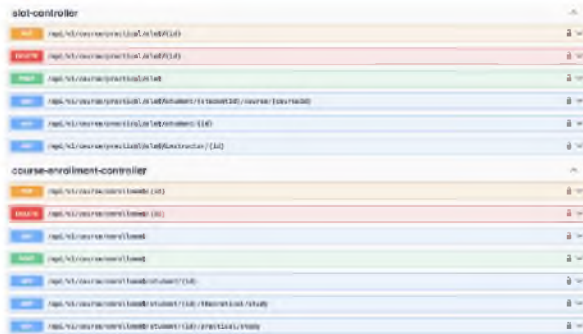 slot-controller
PUT /api/v1/course/practical/slot/{id}
DELETE /api/v1/course/practical/slot/{id}
POST /api/v1/course/practical/slot
GET /api/v1/course/practical/slot/student/{studentId}/course/{courseId}
GET /api/v1/course/practical/slot/student/{id}
GET /api/v1/course/practical/slot/instructor/{id}
course-enrollment-controller
PUT /api/v1/course/enrollment/{id}
DELETE /api/v1/course/enrollment/{id}
GET /api/v1/course/enrollment
POST /api/v1/course/enrollment
GET /api/v1/course/enrollment/student/{id}
GET /api/v1/course/enrollment/student/{id}/theoretical/study
GET /api/v1/course/enrollment/student/{id}/practical/study